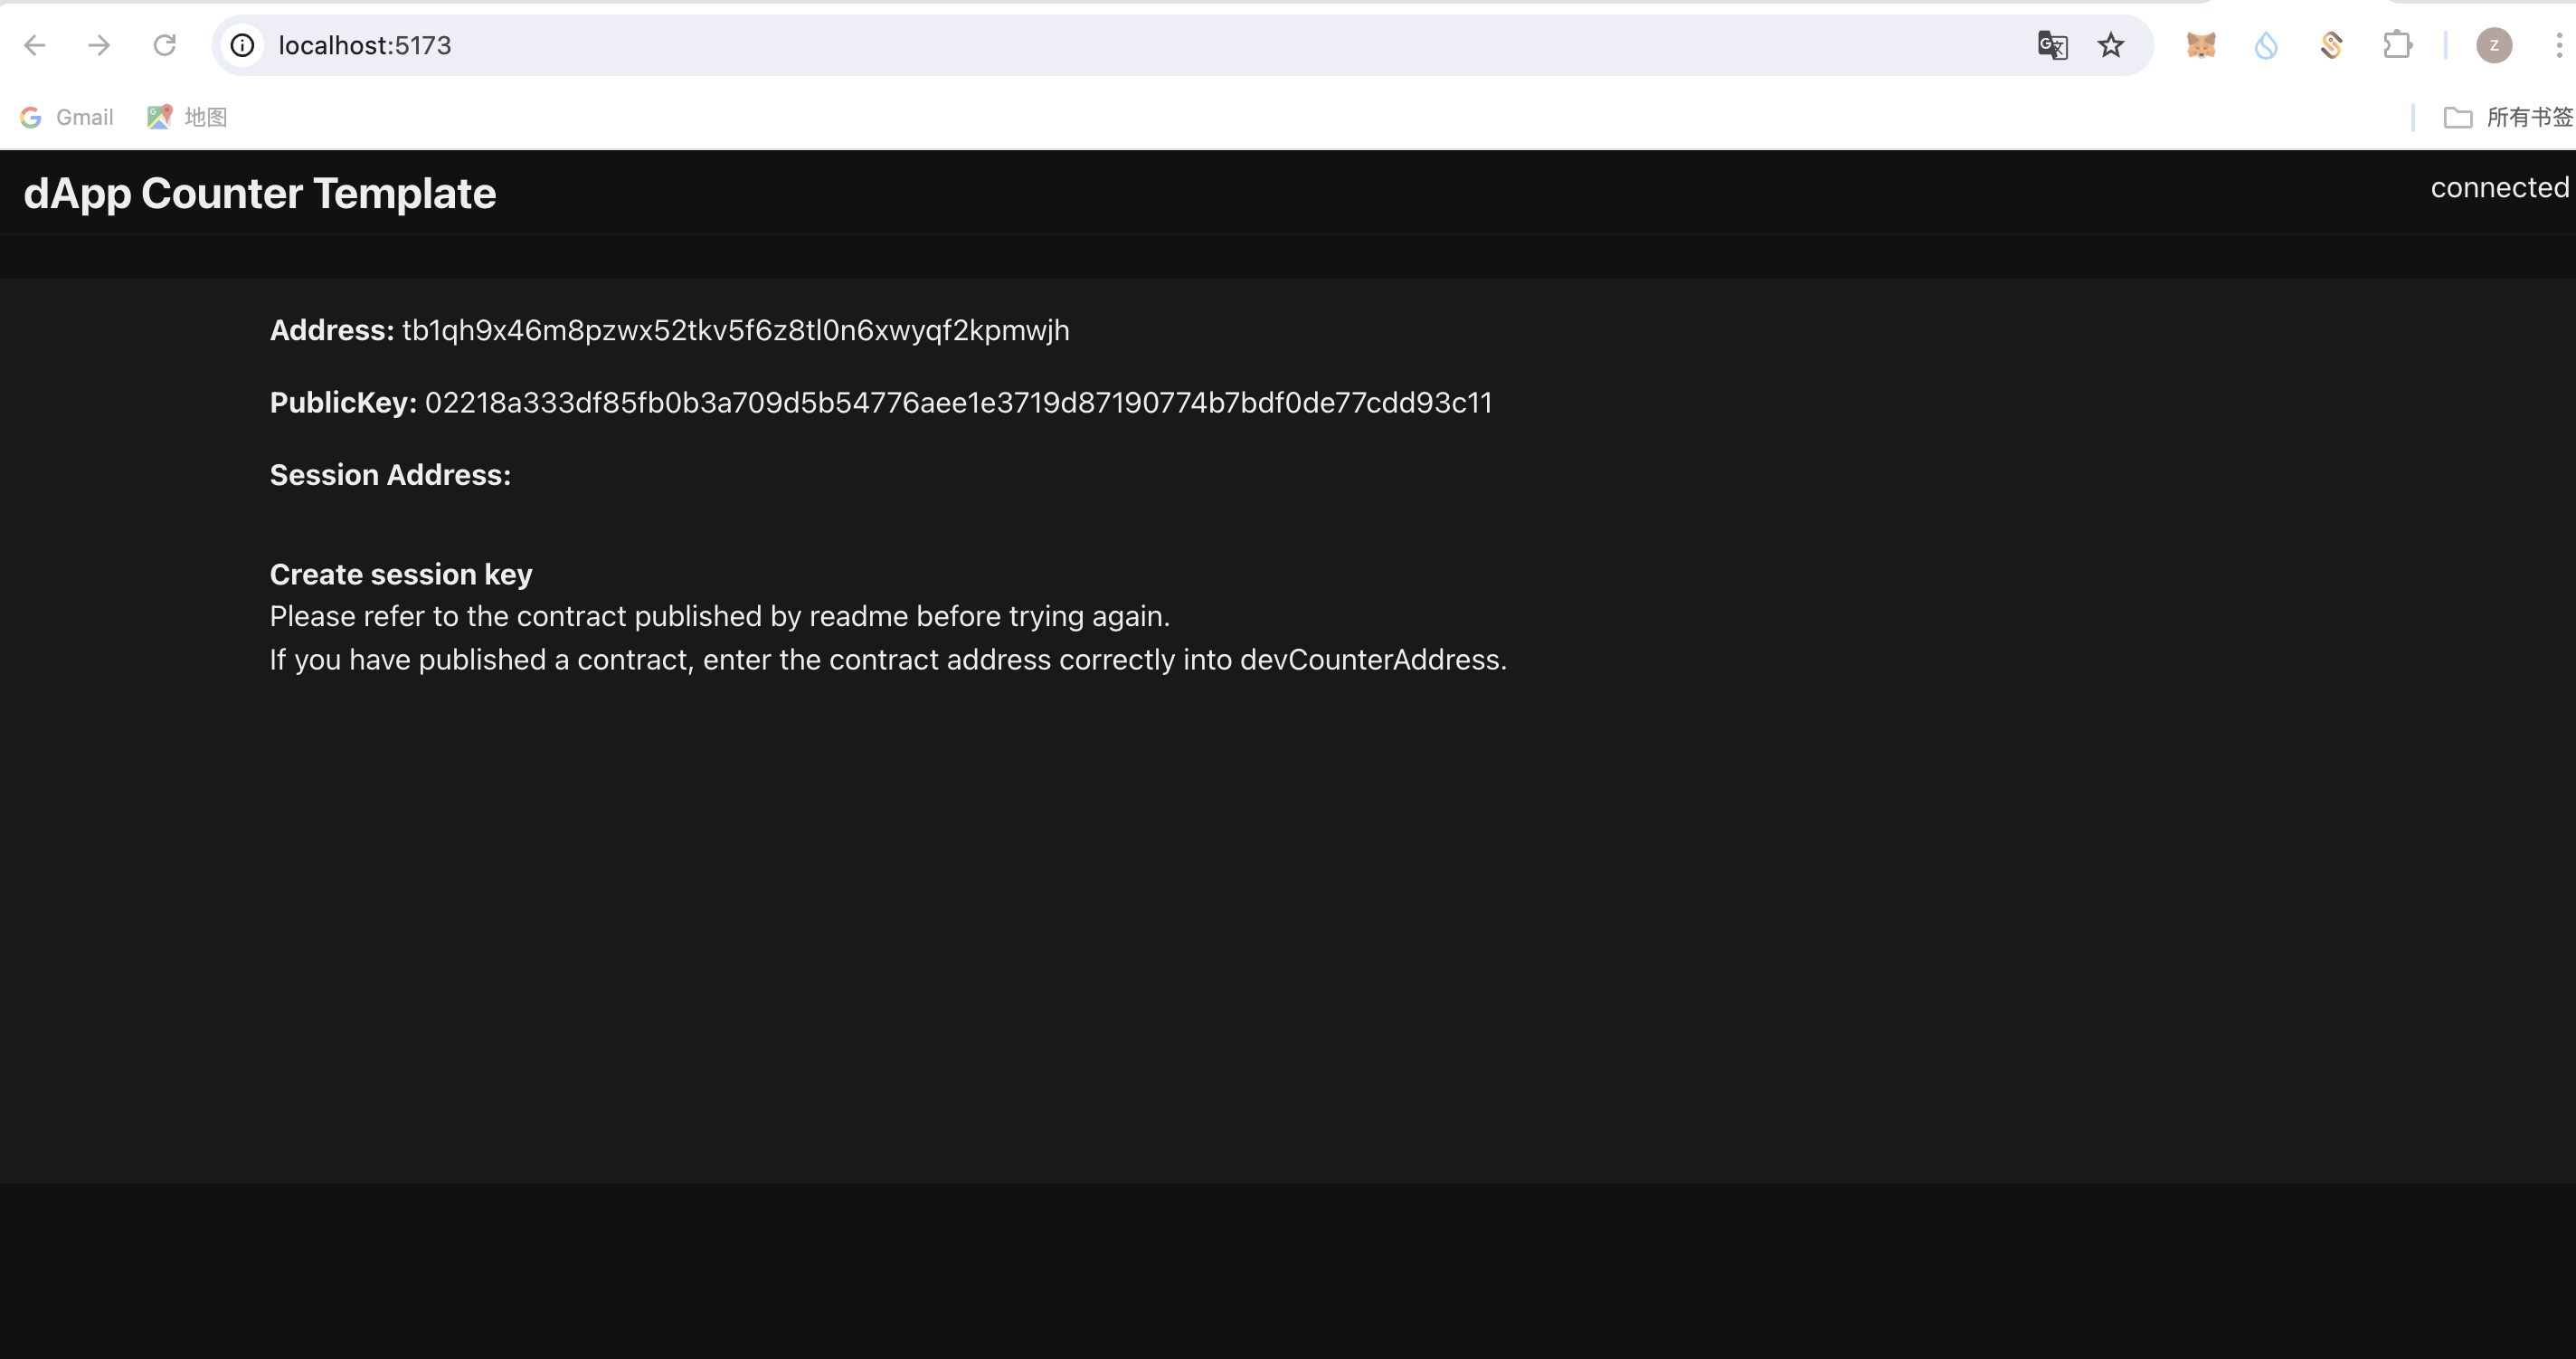 localhost:5173
Z
Gmail
地图
所有书签
dApp Counter Template
connected
Address: tb1qh9x46m8pzwx52tkv5f6z8tl0n6xwyqf2kpmwjh
PublicKey: 02218a333df85fb0b3a709d5b54776aee1e3719d87190774b7bdf0de77cdd93c11
Session Address:
Create session key
Please refer to the contract published by readme before trying again.
If you have published a contract, enter the contract address correctly into devCounterAddress.